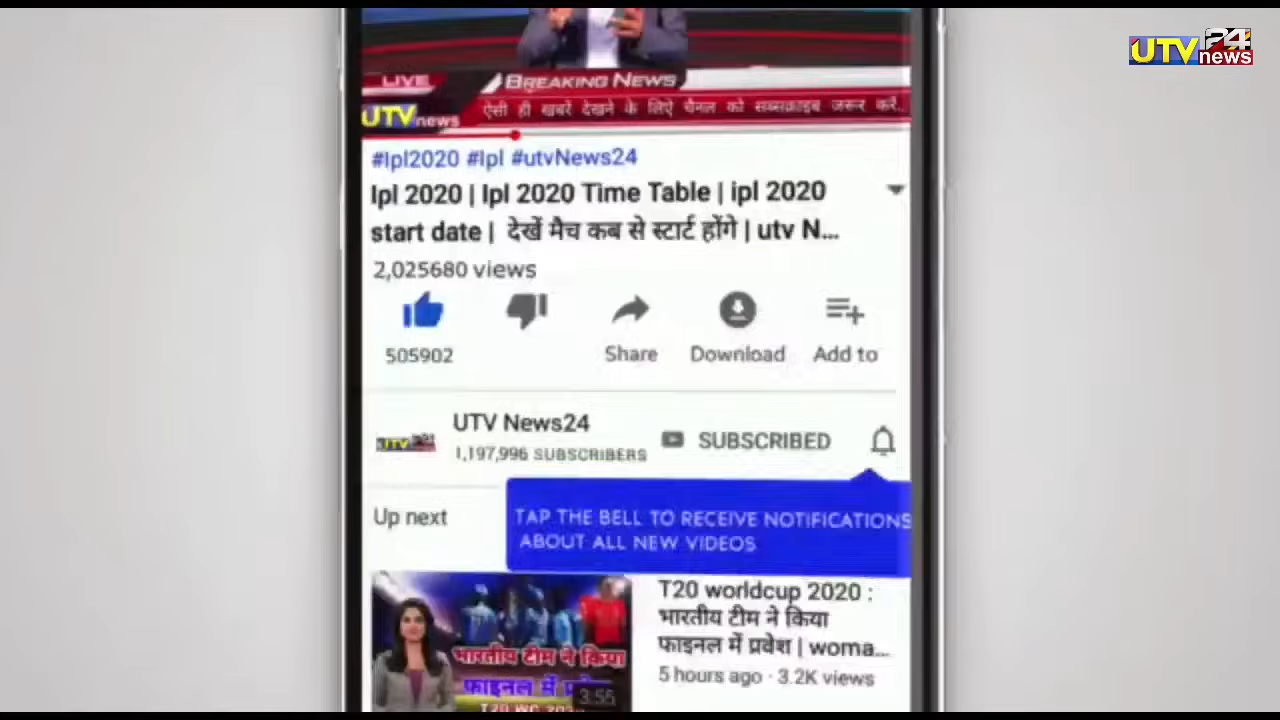 UTV 24 news
LIVE
BREAKING NEWS
UTV news
ऐसी ही खबरें देखने के लिऐ चैनल को सब्सक्राइब जरूर करें..
#Ipl2020 #Ipl #utvNews24
Ipl 2020 | Ipl 2020 Time Table | ipl 2020
start date | देखें मैच कब से स्टार्ट होंगे | utv N...
2,025680 views
505902
Share
Download
Add to
UTV News24
1,197,996 SUBSCRIBERS
SUBSCRIBED
Up next
TAP THE BELL TO RECEIVE NOTIFICATIONS
ABOUT ALL NEW VIDEOS
भारतीय टीम ने किया
फाइनल में
3:55
T20 worldcup 2020 :
भारतीय टीम ने किया
फाइनल में प्रवेश | woma...
5 hours ago · 3.2K views